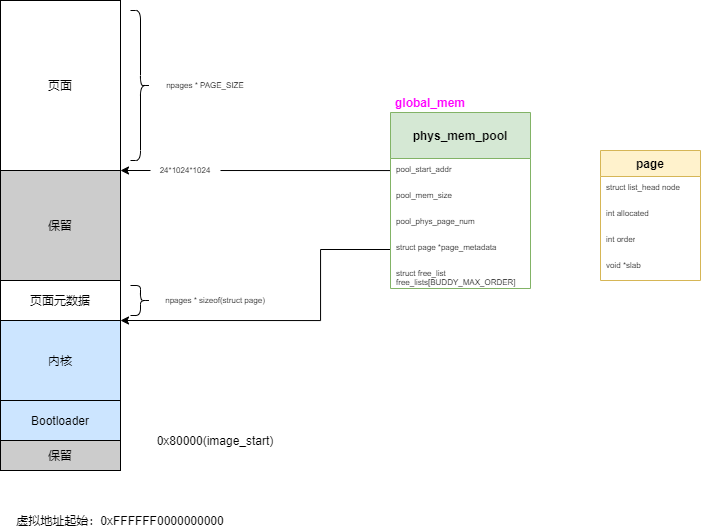 页面
npages * PAGE_SIZE
global_mem
phys_mem_pool
pool_start_addr
pool_mem_size
pool_phys_page_num
struct page *page_metadata
struct free_list
free_lists[BUDDY_MAX_ORDER]
page
struct list_head node
int allocated
int order
void *slab
24*1024*1024
保留
页面元数据
npages * sizeof(struct page)
内核
Bootloader
0x80000(image_start)
保留
虚拟地址起始：0xFFFFFF0000000000